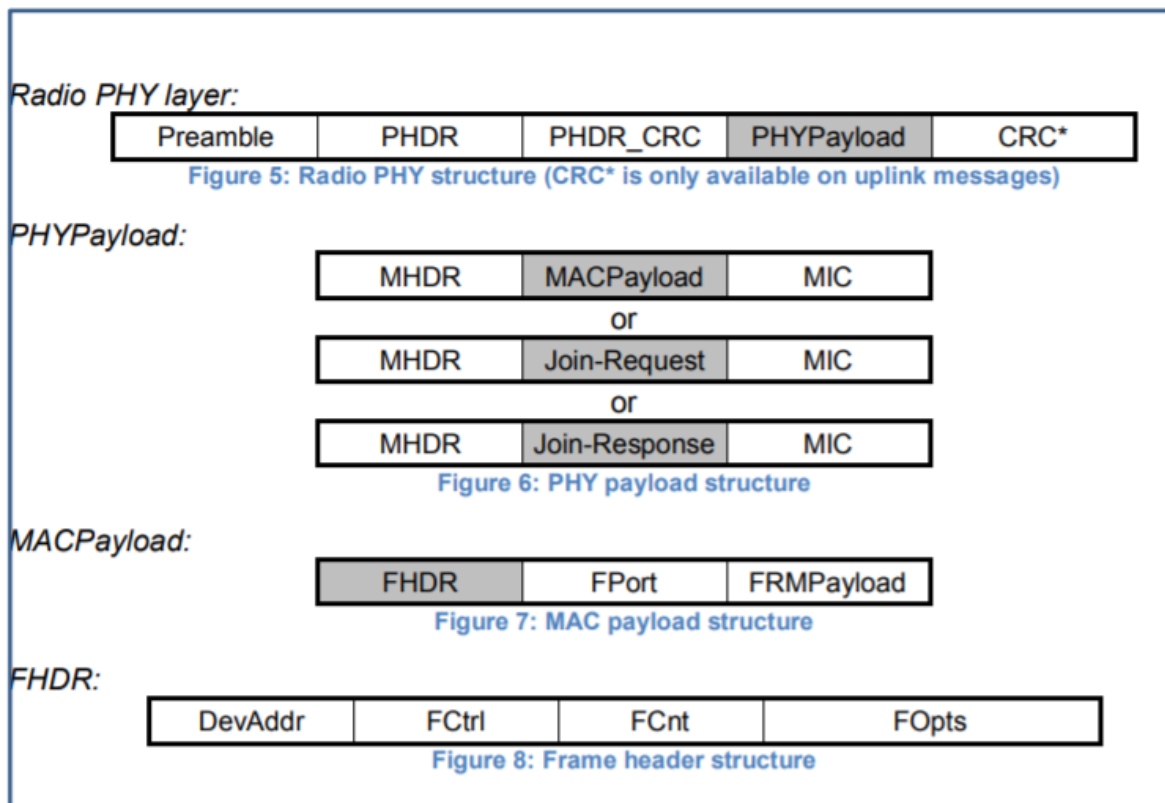 Radio PHY layer:
Preamble PHDR PHDR_CRC PHYPayload CRC*
Figure 5: Radio PHY structure (CRC* is only available on uplink messages)
PHYPayload:
MHDR MACPayload MIC
or
MHDR Join-Request MIC
or
MHDR Join-Response MIC
Figure 6: PHY payload structure
MACPayload:
FHDR FPort FRMPayload
Figure 7: MAC payload structure
FHDR:
DevAddr FCtrl FCnt FOpts
Figure 8: Frame header structure